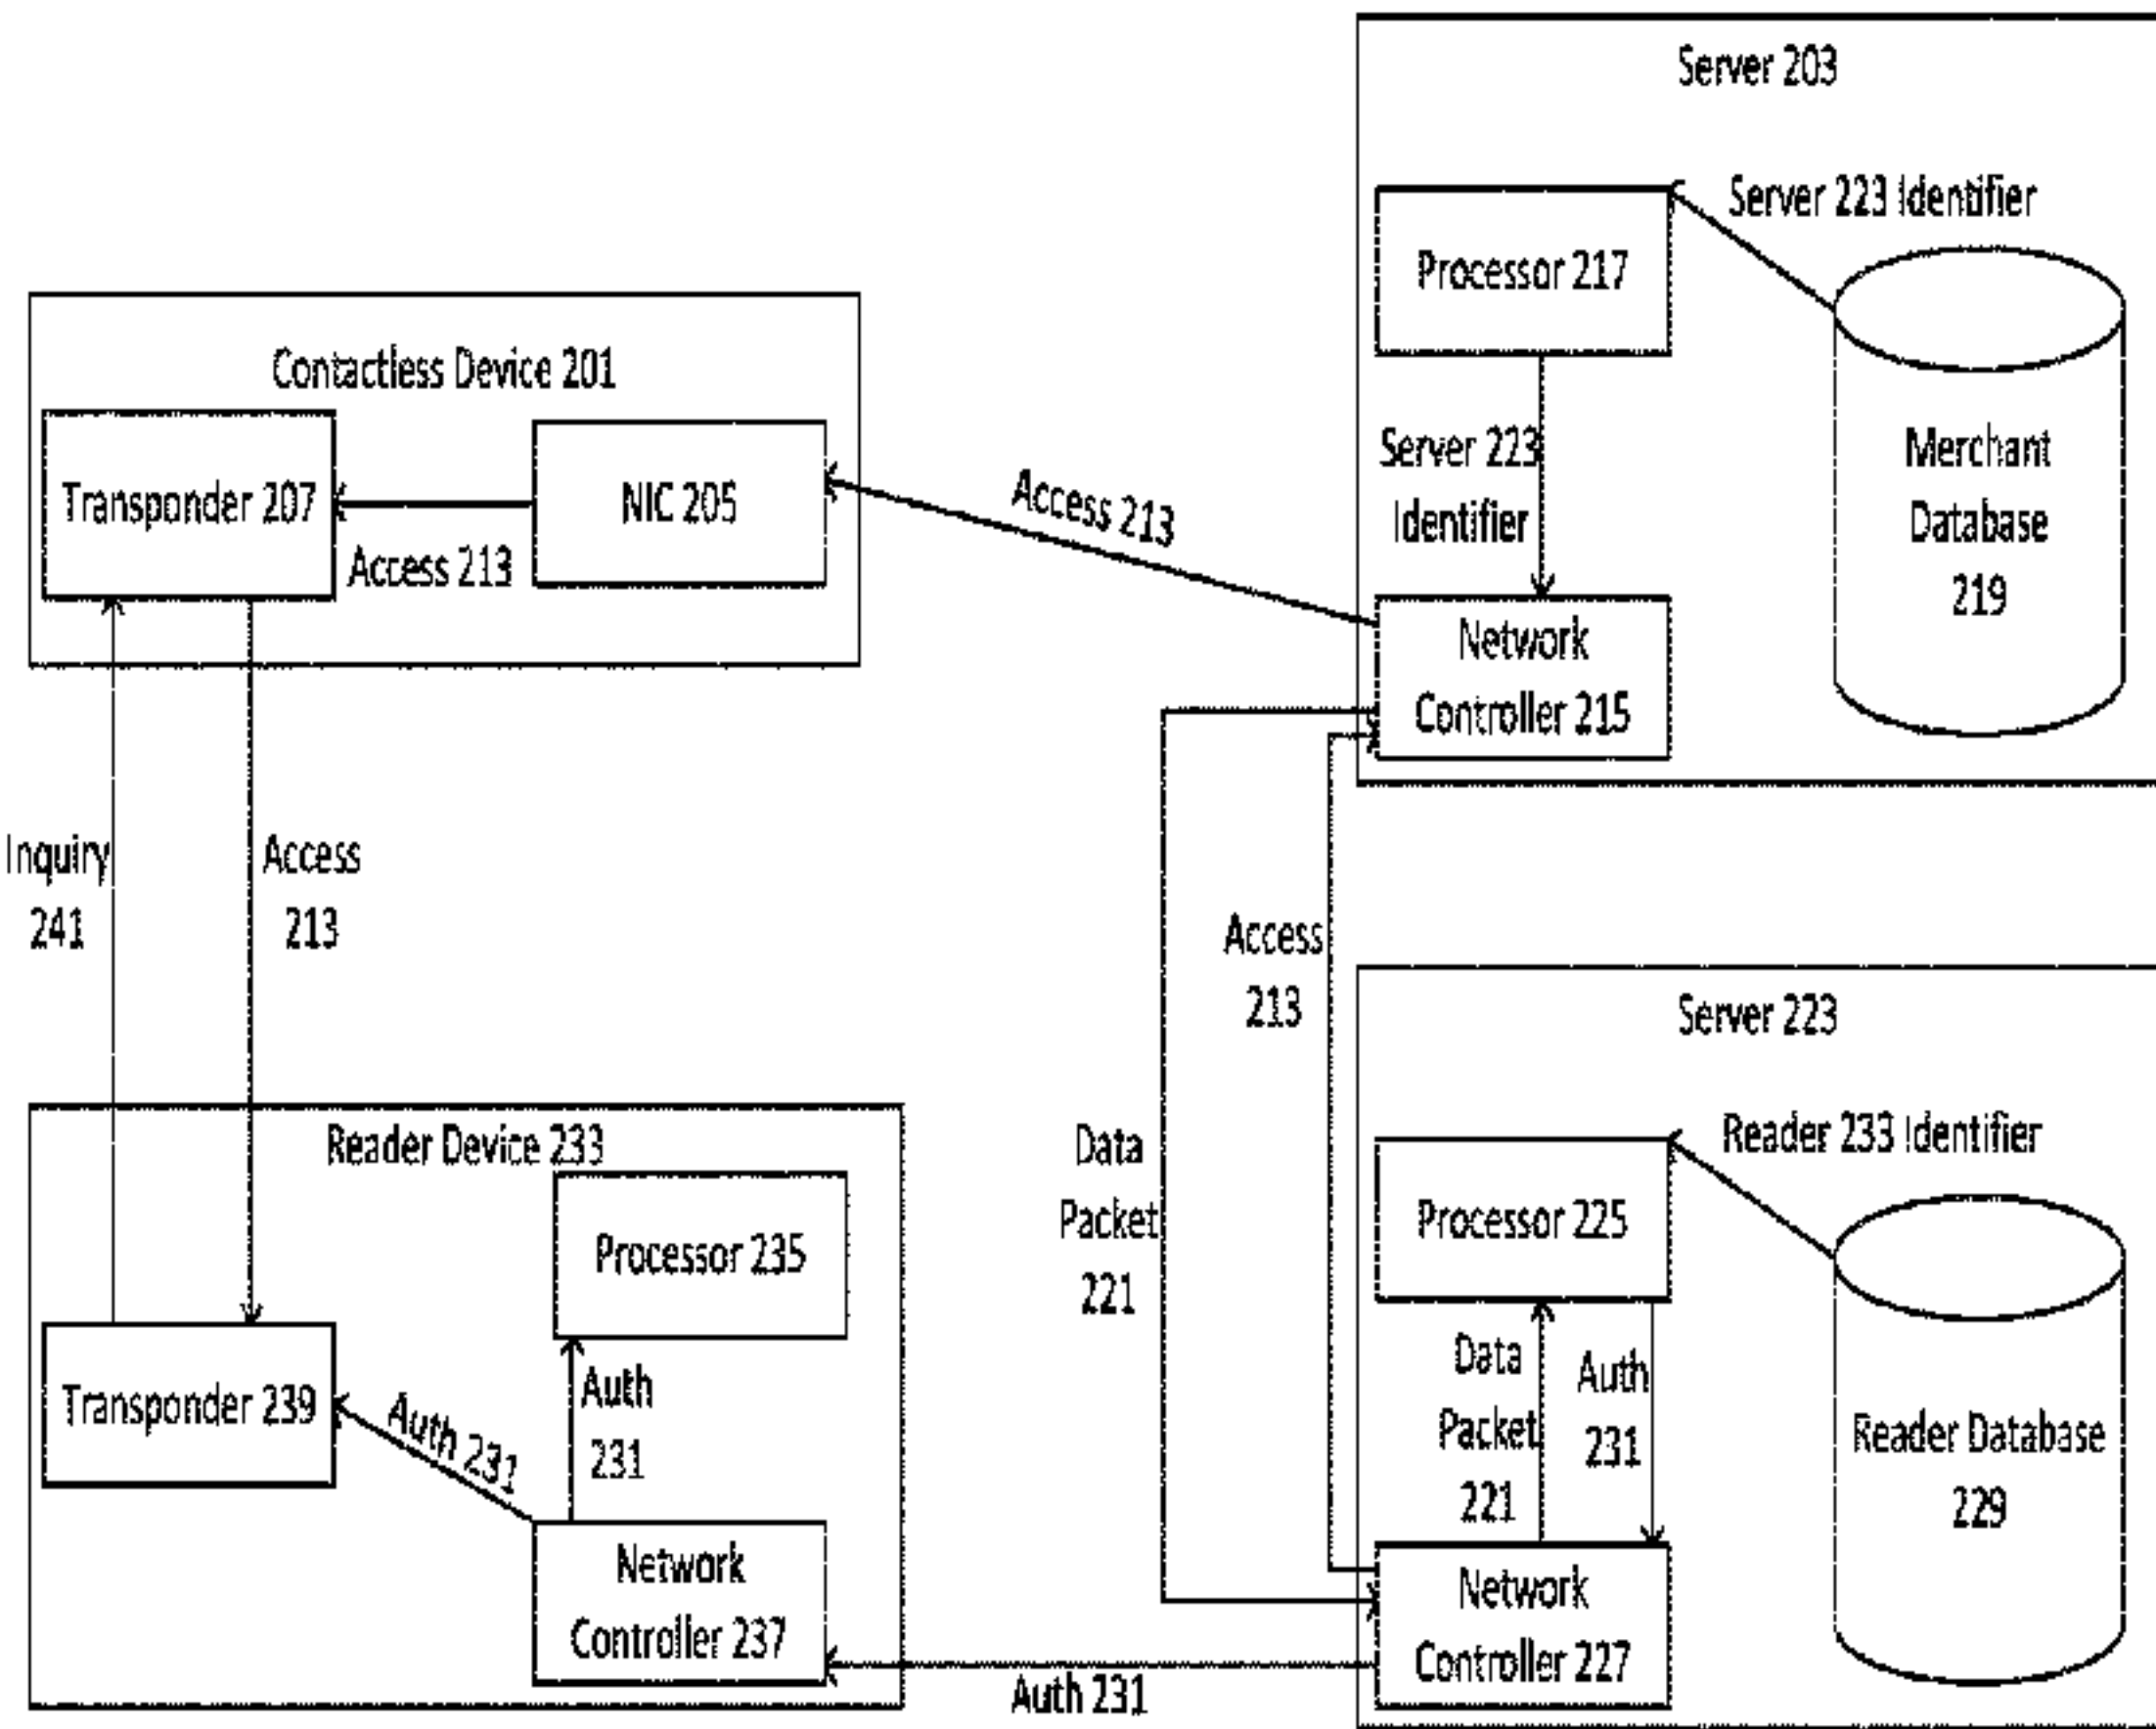 Server 203
Server 223 Identifier
Processor 217
Server 223
Identifier
Merchant
Database
219
Network
Controller 215
Contactless Device 201
Transponder 207
NIC 205
Access 213
Access 213
Inquiry
241
Access
213
Access
213
Data
Packet
221
Server 223
Reader 233 Identifier
Processor 225
Data
Packet
221
Auth
231
Reader Database
229
Network
Controller 227
Reader Device 233
Processor 235
Transponder 239
Auth 231
Auth
231
Network
Controller 237
Auth 231